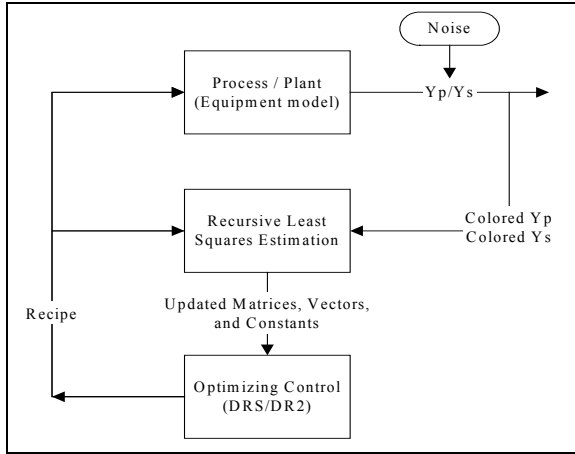 Noise
Process / Plant
(Equipment model)
Yp/Ys
Colored Yp
Colored Ys
Recursive Least
Squares Estimation
Updated Matrices, Vectors,
and Constants
Recipe
Optimizing Control
(DRS/DR2)